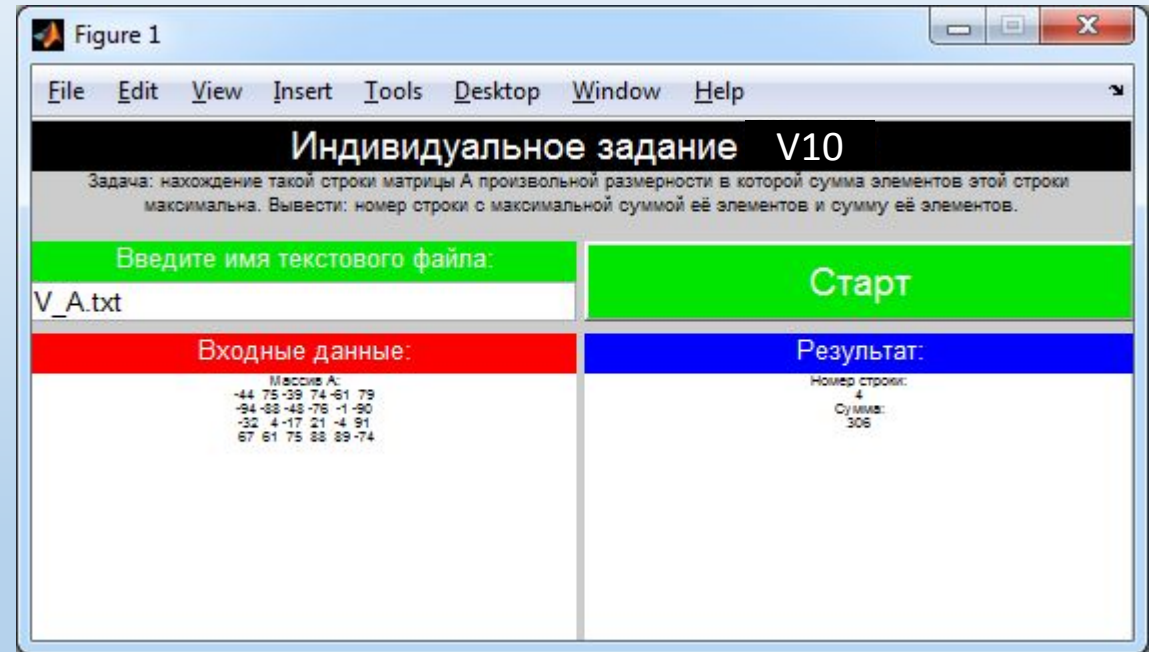 Figure 1
File Edit View Insert Tools Desktop Window Help
Индивидуальное задание V10
Задача: нахождение такой строки матрицы А произвольной размерности в которой сумма элементов этой строки
максимальна. Вывести: номер строки с максимальной суммой её элементов и сумму её элементов.
Введите имя текстового файла:
V_A.txt
Старт
Входные данные:
Массив А:
-44 75 -39 74 -61 79
-94 -88 -48 -76 -1 -90
-32 4 -17 21 -4 91
67 61 75 88 89 -74
Результат:
Номер строки:
4
Сумма:
306